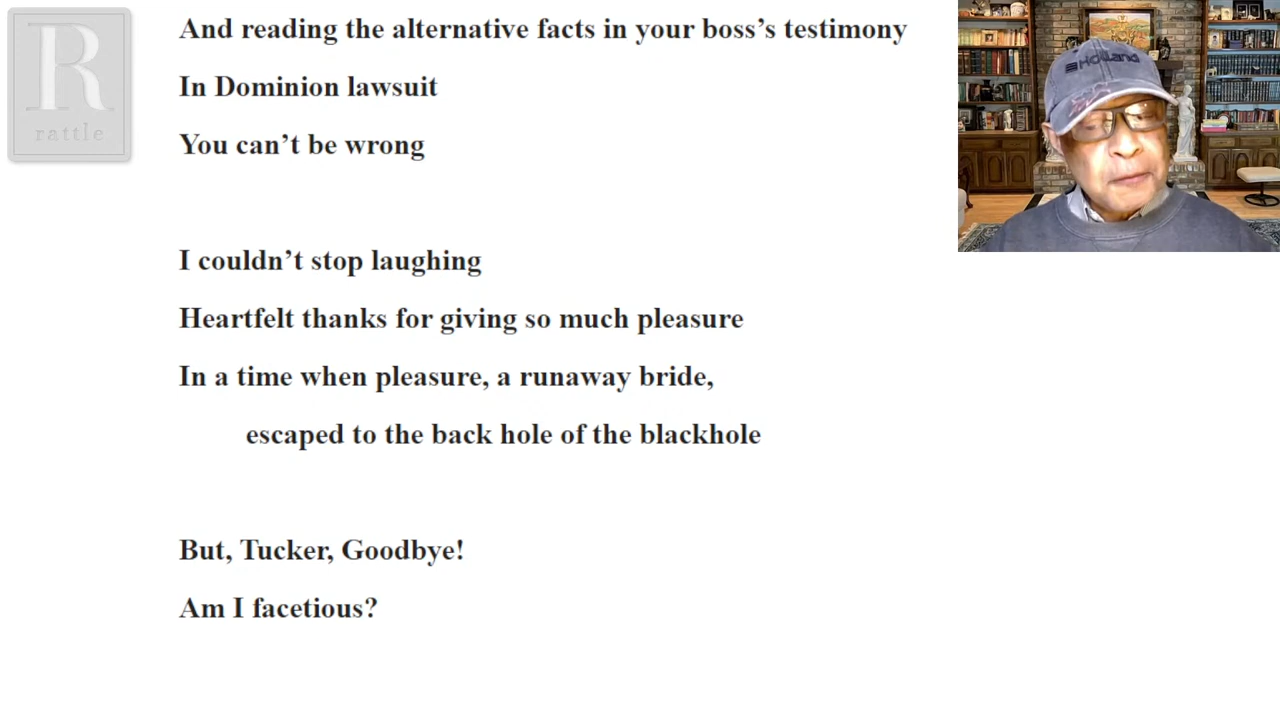 R
rattle
And reading the alternative facts in your boss’s testimony
In Dominion lawsuit
You can’t be wrong
I couldn’t stop laughing
Heartfelt thanks for giving so much pleasure
In a time when pleasure, a runaway bride,
escaped to the back hole of the blackhole
But, Tucker, Goodbye!
Am I facetious?
Holland